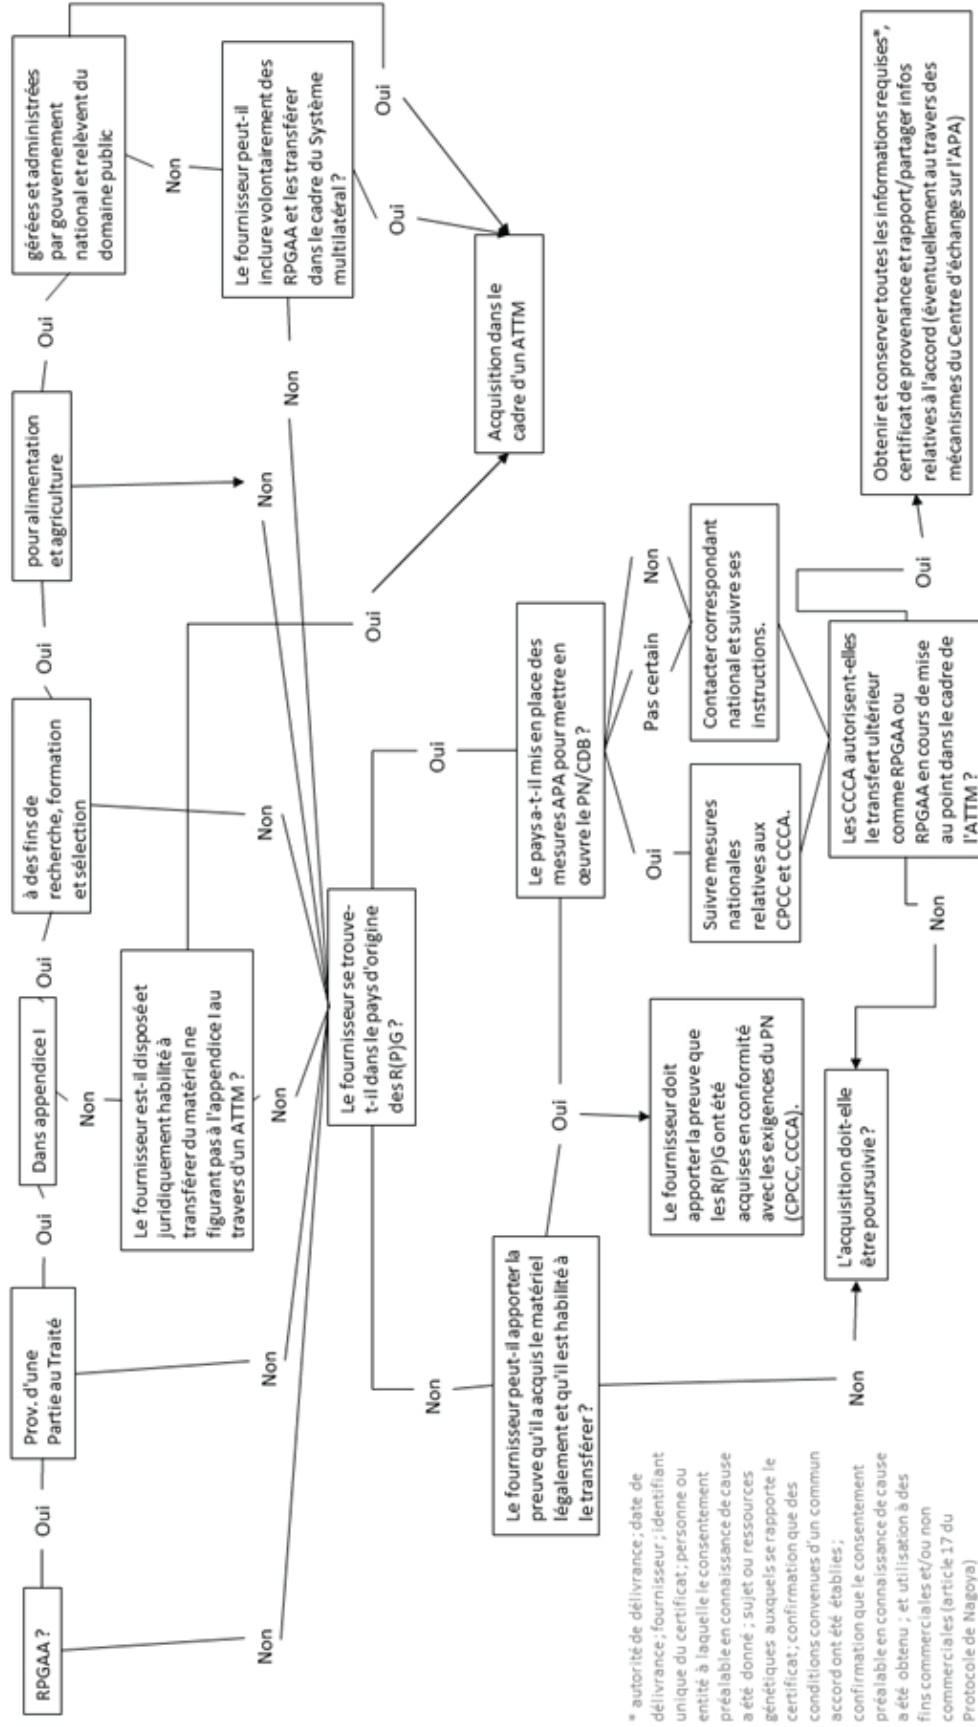 RPGAA ?
Oui
Prov. d'une
Partie au Traité
Oui
Dans appendice I
Oui
à des fins de
recherche, formation
et sélection
Oui
pour alimentation
et agriculture
Oui
gérées et administrées
par gouvernement
national et relèvent du
domaine public
Non
Le fournisseur est-il disposé et
juridiquement habilité à
transférer du matériel ne
figurant pas à l'appendice I au
travers d'un ATTM ?
Non
Le fournisseur peut-il
inclure volontairement des
RPGAA et les transférer
dans le cadre du Système
multilatéral ?
Oui
Oui
Non
Non
Non
Non
Non
Non
Oui
Acquisition dans le
cadre d'un ATTM
Le fournisseur se trouve-
t-il dans le pays d'origine
des R(P)G ?
Non
Oui
Le fournisseur peut-il apporter la
preuve qu'il a acquis le matériel
légalement et qu'il est habilité à
le transférer ?
Oui
Le pays a-t-il mis en place des
mesures APA pour mettre en
œuvre le PN/CDB ?
Oui
Pas certain
Non
Le fournisseur doit
apporter la preuve que
les R(P)G ont été
acquises en conformité
avec les exigences du PN
(CPCC, CCCA).
Suivre mesures
nationales
relatives aux
CPCC et CCCA.
Contacter correspondant
national et suivre ses
instructions.
Non
L'acquisition doit-elle
être poursuivie ?
Non
Les CCCA autorisent-elles
le transfert ultérieur
comme RPGAA ou
RPGAA en cours de mise
au point dans le cadre de
l'ATTM ?
Oui
Obtenir et conserver toutes les informations requises*,
certificat de provenance et rapport/partager infos
relatives à l'accord (éventuellement au travers des
mécanismes du Centre d'échange sur l'APA)
* autorité de délivrance ; date de
délivrance ; fournisseur ; identifiant
unique du certificat ; personne ou
entité à laquelle le consentement
préalable en connaissance de cause
a été donné ; sujet ou ressources
génétiques auxquels se rapporte le
certificat ; confirmation que des
conditions convenues d'un commun
accord ont été établies ;
confirmation que le consentement
préalable en connaissance de cause
a été obtenu ; et utilisation à des
fins commerciales et/ou non
commerciales (article 17 du
Protocole de Nagoya)